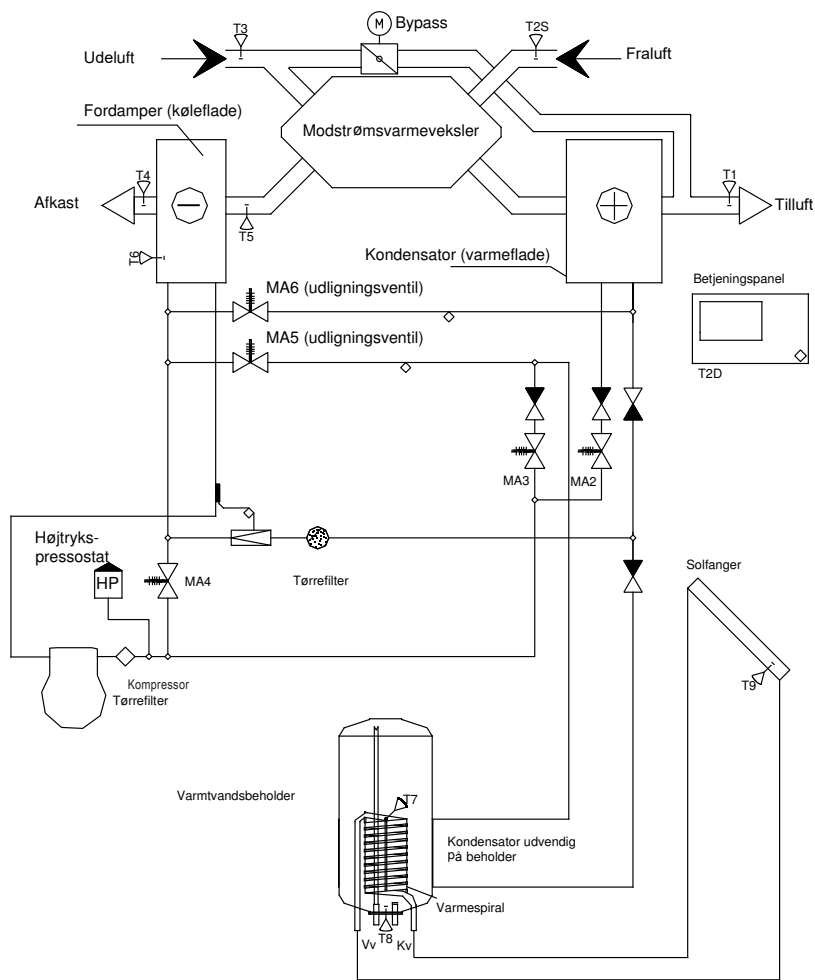 T3
M
Bypass
T2S
Udeluft
Fraluft
Fordamper (køleflade)
Modstrømsvarmeveksler
T4
T1
Afkast
Tilluft
T5
T6
Kondensator (varmeflade)
MA6 (udligningsventil)
Betjeningspanel
MA5 (udligningsventil)
T2D
MA3
MA2
Højtryks-
pressostat
HP
MA4
Tørrefilter
Solfanger
Kompressor
Tørrefilter
T9
Varmtvandsbeholder
T7
Kondensator udvendig
på beholder
Varmespiral
Vv
T8
Kv